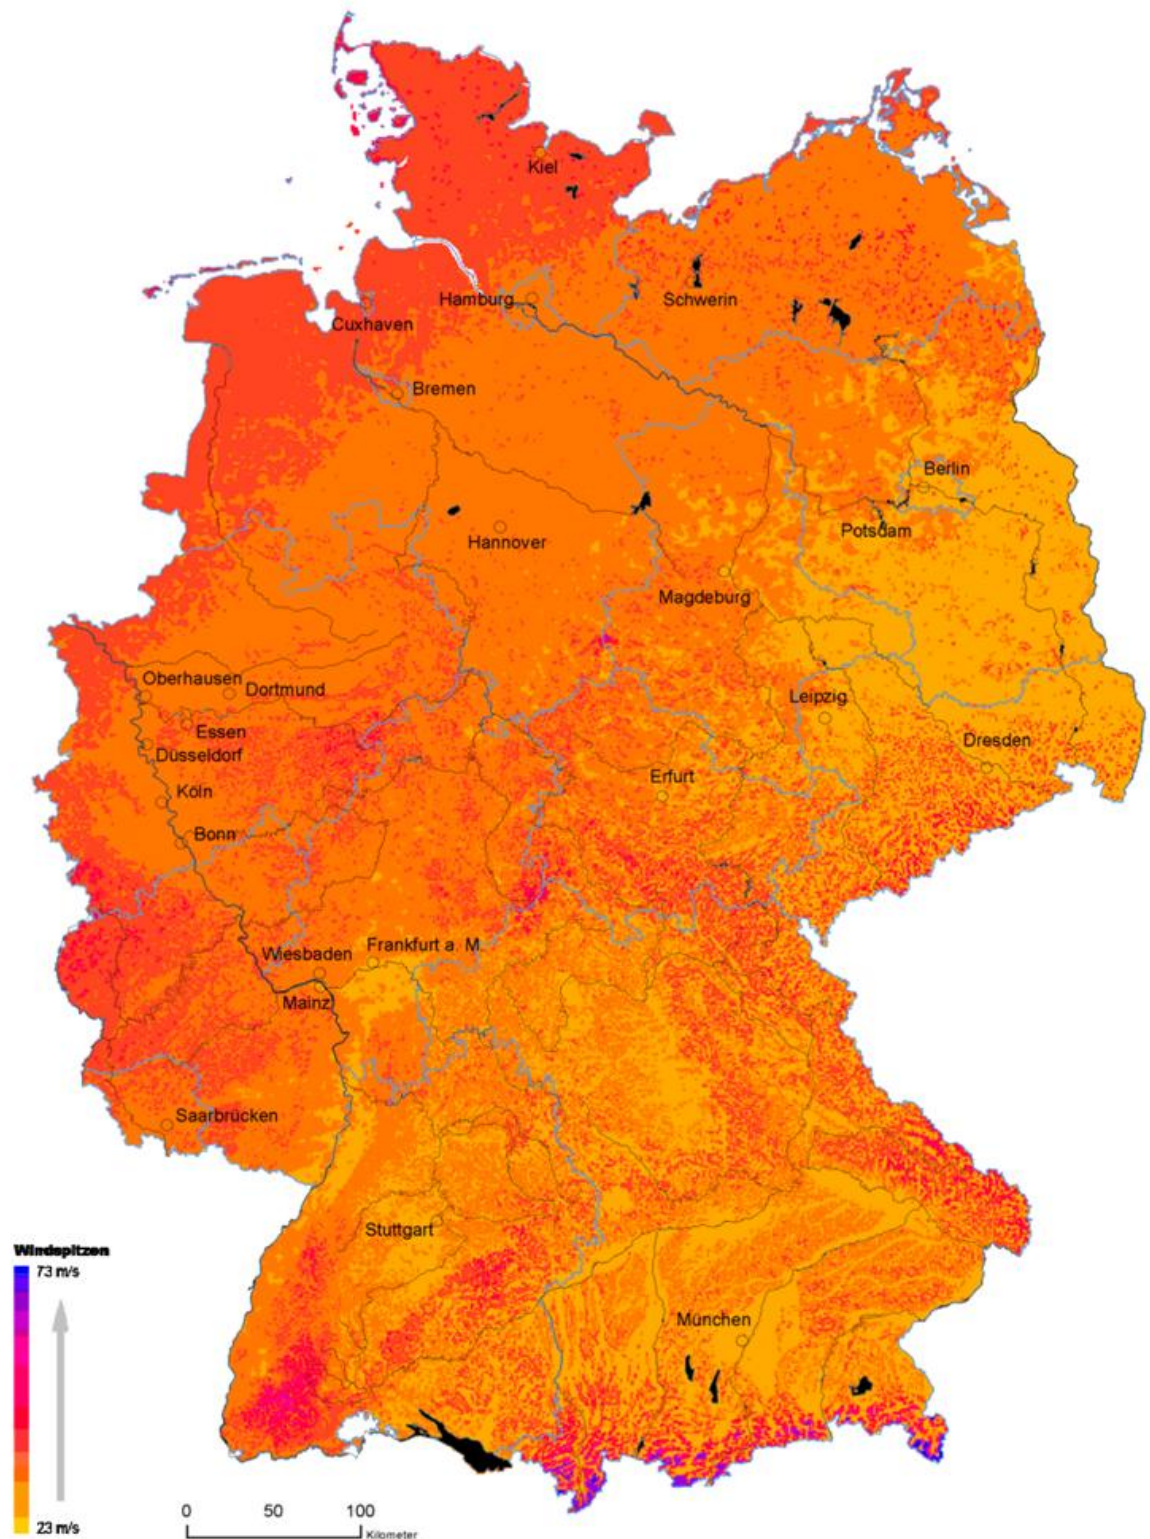 Kiel
Hamburg
Schwerin
Cuxhaven
Bremen
Berlin
Potsdam
Hannover
Magdeburg
Oberhausen
Dortmund
Leipzig
Essen
Düsseldorf
Dresden
Erfurt
Köln
Bonn
Wiesbaden
Frankfurt a. M.
Mainz
Saarbrücken
Stuttgart
Windspitzen
73 m/s
München
0 50 100
Kilometer
23 m/s